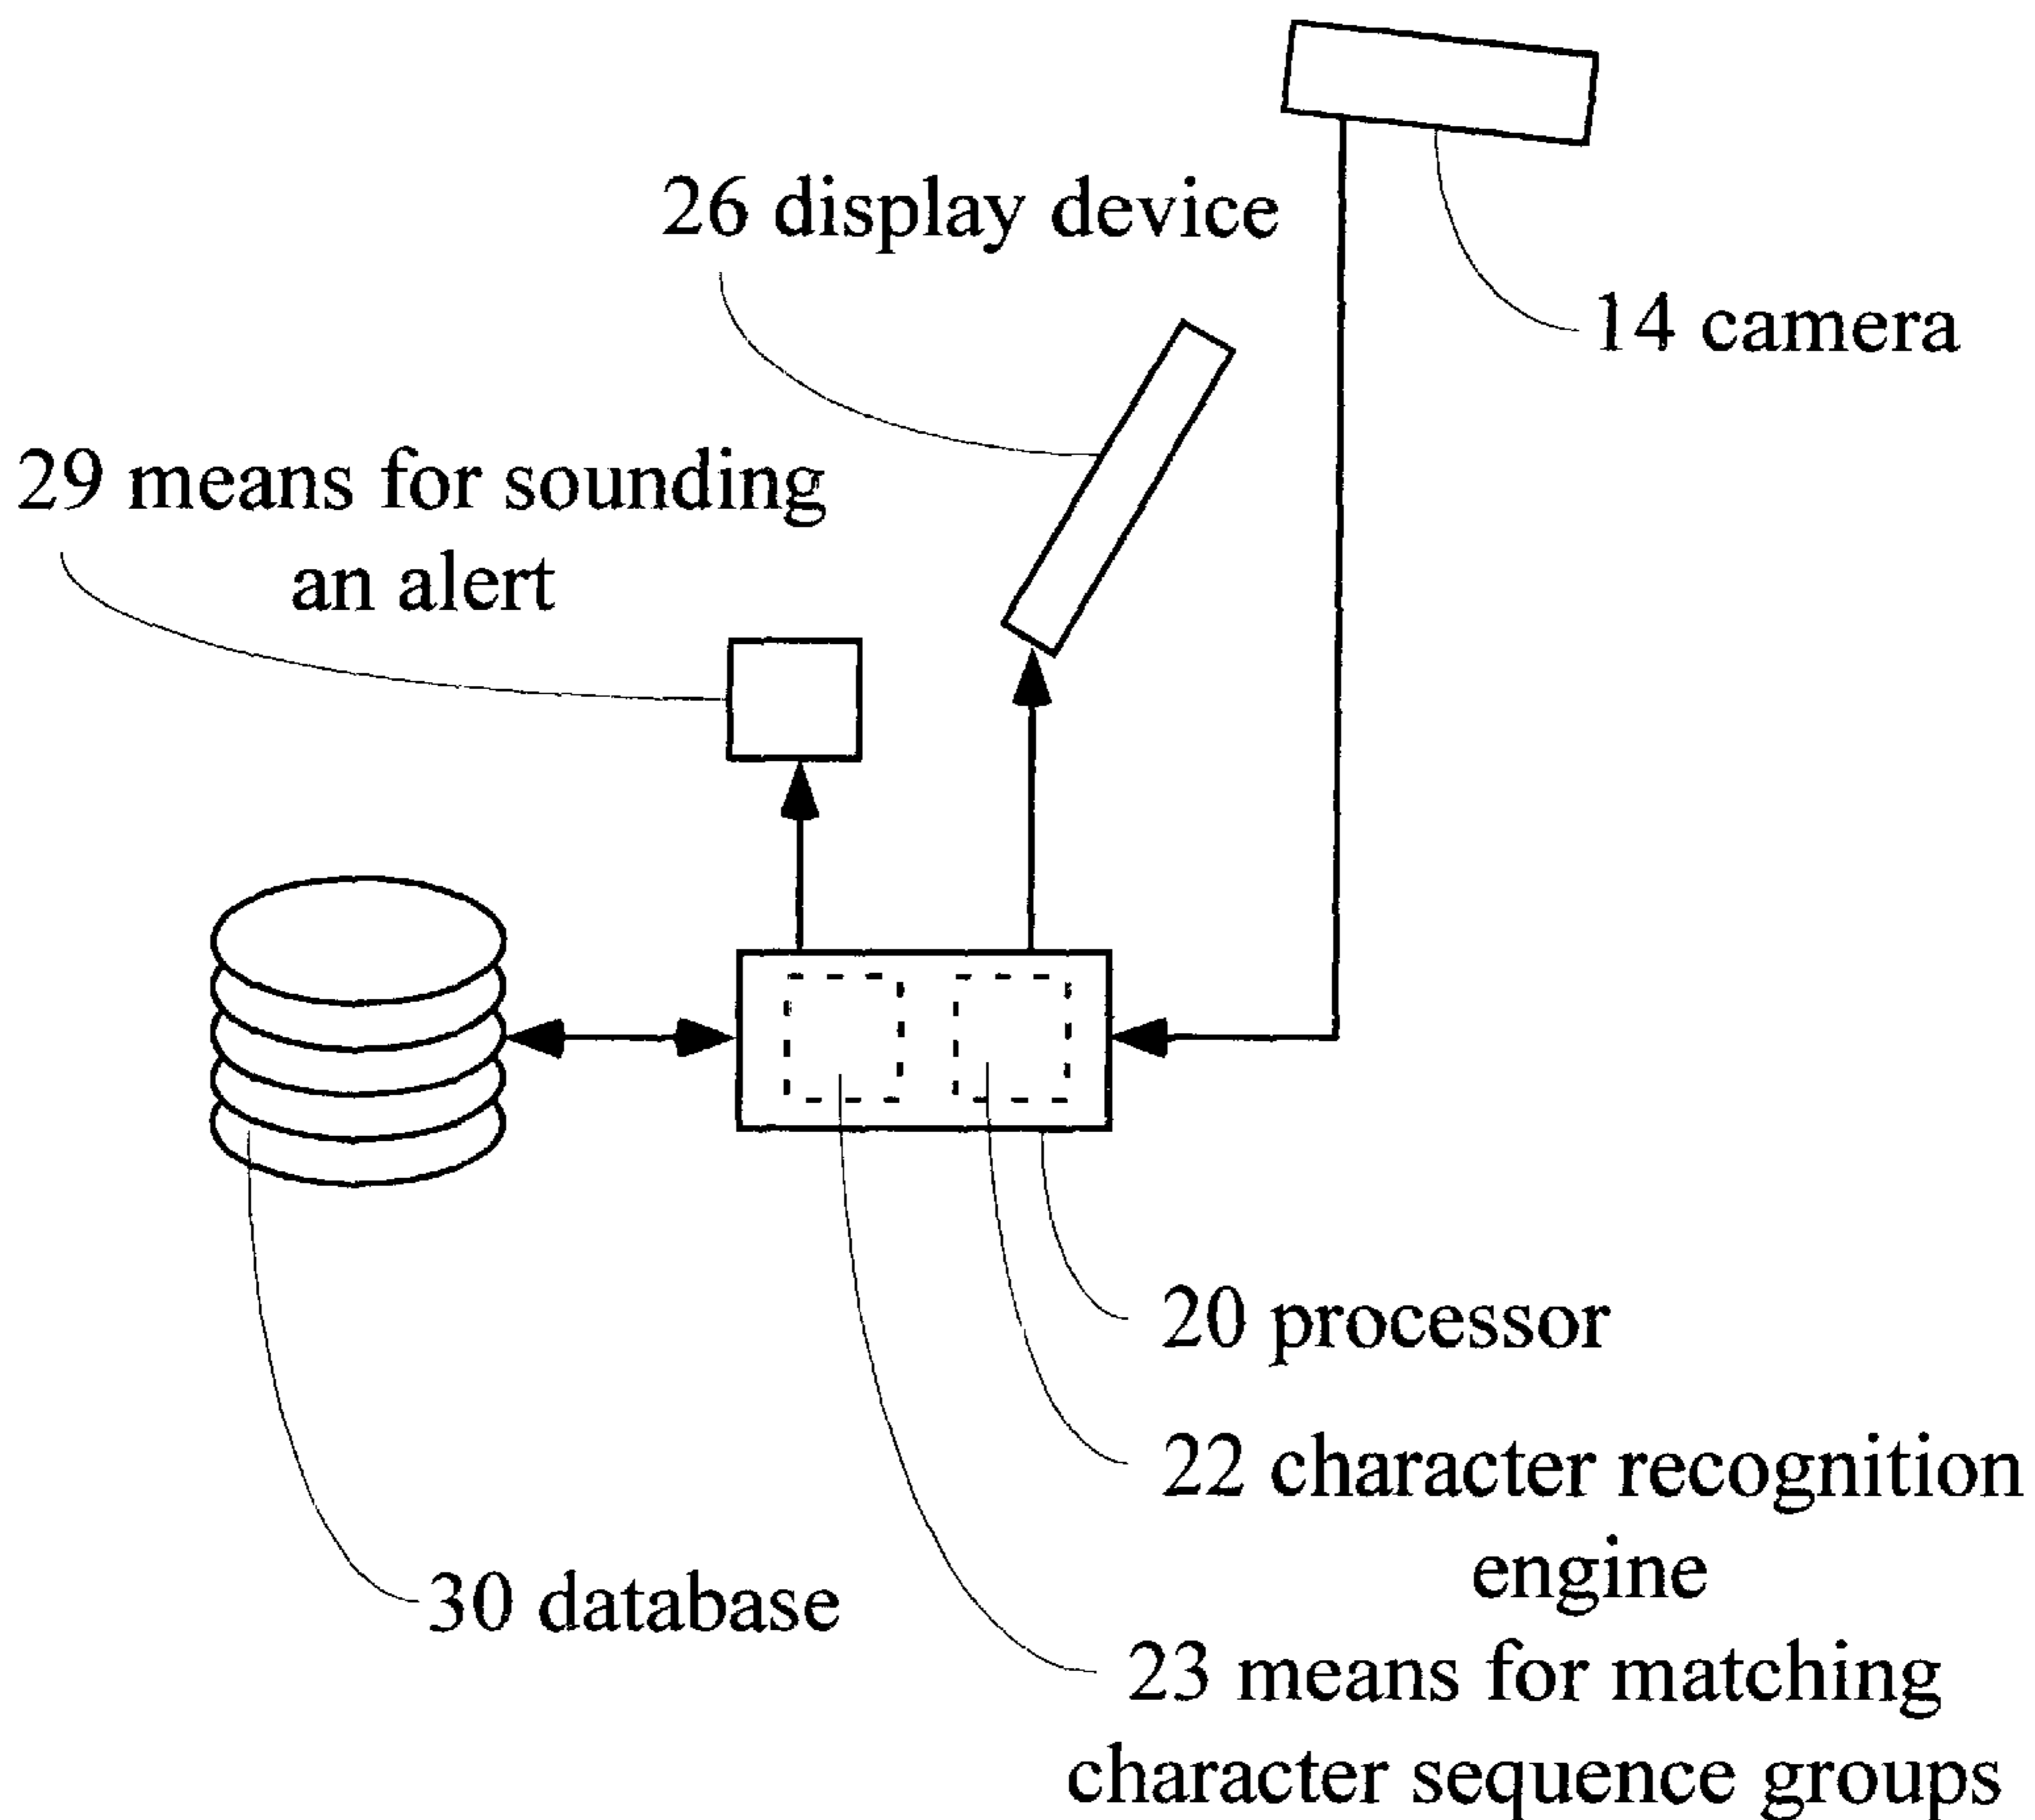 26 display device
14 camera
29 means for sounding
an alert
20 processor
22 character recognition
engine
30 database
23 means for matching
character sequence groups